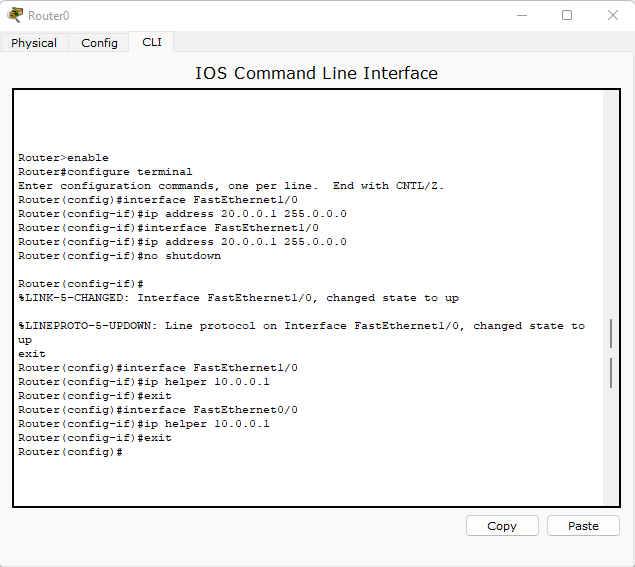 Router0
Physical Config CLI
IOS Command Line Interface
Router>enable
Router#configure terminal
Enter configuration commands, one per line.  End with CNTL/Z.
Router(config)#interface FastEthernet1/0
Router(config-if)#ip address 20.0.0.1 255.0.0.0
Router(config-if)#interface FastEthernet1/0
Router(config-if)#ip address 20.0.0.1 255.0.0.0
Router(config-if)#no shutdown
Router(config-if)#
%LINK-5-CHANGED: Interface FastEthernet1/0, changed state to up
%LINEPROTO-5-UPDOWN: Line protocol on Interface FastEthernet1/0, changed state to
up
exit
Router(config)#interface FastEthernet1/0
Router(config-if)#ip helper 10.0.0.1
Router(config-if)#exit
Router(config)#interface FastEthernet0/0
Router(config-if)#ip helper 10.0.0.1
Router(config-if)#exit
Router(config)#
Copy Paste